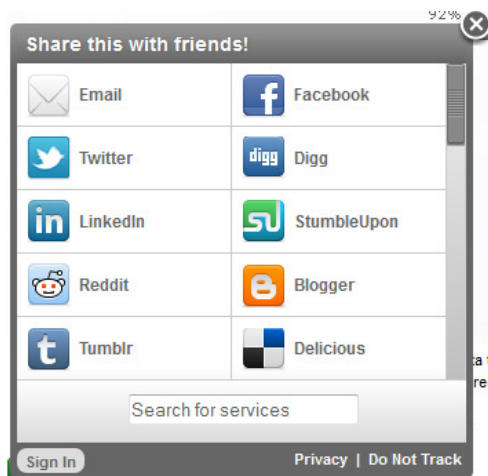 92%
Share this with friends!
Email
Facebook
Twitter
digg
Digg
in
LinkedIn
StumbleUpon
Reddit
Blogger
Tumblr
Delicious
Search for services
Sign In
Privacy | Do Not Track